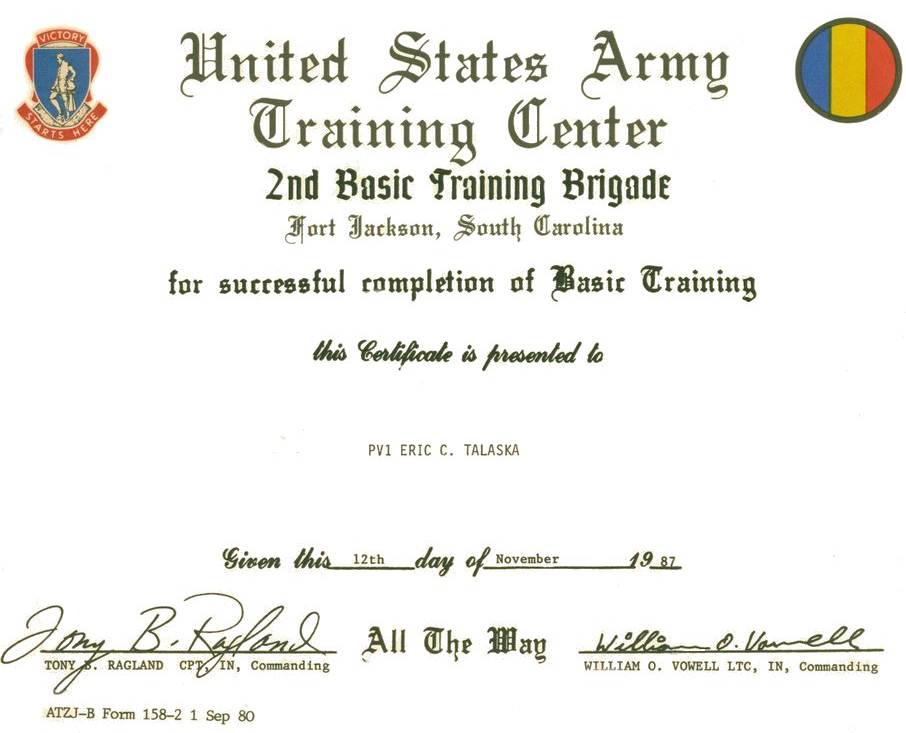 VICTORY
STARTS HERE
United States Army
Training Center
2nd Basic Training Brigade
Fort Jackson, South Carolina
for successful completion of Basic Training
this Certificate is presented to
PV1 ERIC C. TALASKA
Given this 12th day of November 19 87
Tony B. Ragland All The Way William O. Vowell
TONY B. RAGLAND CPT, IN, Commanding WILLIAM O. VOWELL LTC, IN, Commanding
ATZJ-B Form 158-2 1 Sep 80